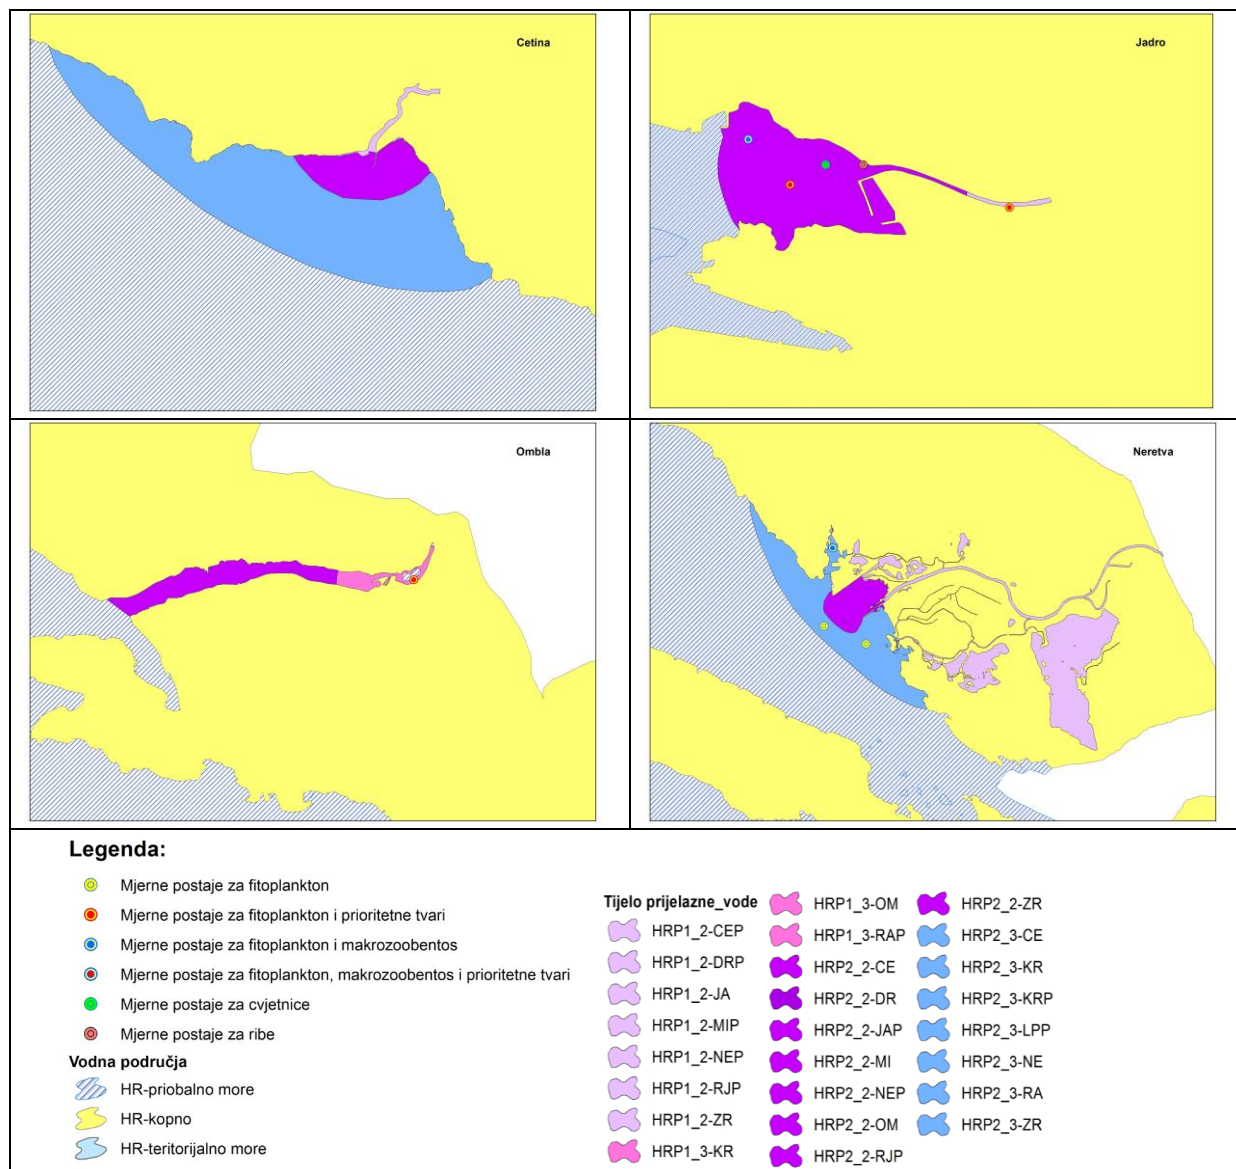 Cetina
Jadro
Ombla
Neretva
Legenda:
Mjerne postaje za fitoplankton
Mjerne postaje za fitoplankton i prioritetne tvari
Mjerne postaje za fitoplankton i makrozoobentos
Mjerne postaje za fitoplankton, makrozoobentos i prioritetne tvari
Mjerne postaje za cvjetnice
Mjerne postaje za ribe
Vodna područja
HR-priobalno more
HR-kopno
HR-teritorijalno more
Tijelo prijelazne_vode
HRP1_2-CEP
HRP1_2-DRP
HRP1_2-JA
HRP1_2-MIP
HRP1_2-NEP
HRP1_2-RJP
HRP1_2-ZR
HRP1_3-KR
HRP1_3-OM
HRP1_3-RAP
HRP2_2-CE
HRP2_2-DR
HRP2_2-JAP
HRP2_2-MI
HRP2_2-NEP
HRP2_2-OM
HRP2_2-RJP
HRP2_2-ZR
HRP2_3-CE
HRP2_3-KR
HRP2_3-KRP
HRP2_3-LPP
HRP2_3-NE
HRP2_3-RA
HRP2_3-ZR